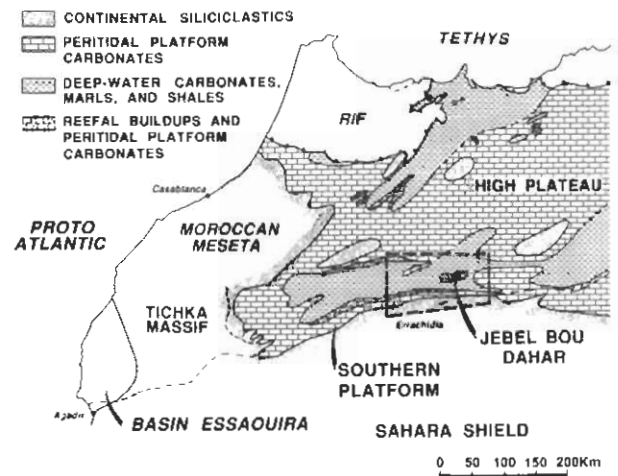 CONTINENTAL SILICICLASTICS
PERITIDAL PLATFORM
CARBONATES
DEEP-WATER CARBONATES,
MARLS, AND SHALES
REEFAL BUILDUPS AND
PERITIDAL PLATFORM
CARBONATES
TETHYS
RIF
Casablanca
HIGH PLATEAU
PROTO
ATLANTIC
MOROCCAN
MESETA
TICHKA
MASSIF
Errachidia
JEBEL BOU
DAHAR
SOUTHERN
PLATFORM
Agadir
BASIN ESSAOUIRA
SAHARA SHIELD
0 50 100 150 200Km